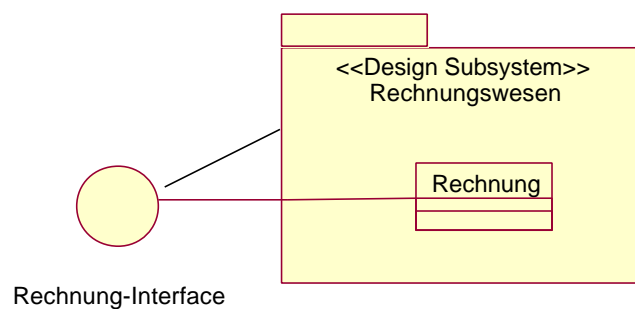 <<Design Subsystem>>
Rechnungswesen
Rechnung
Rechnung-Interface